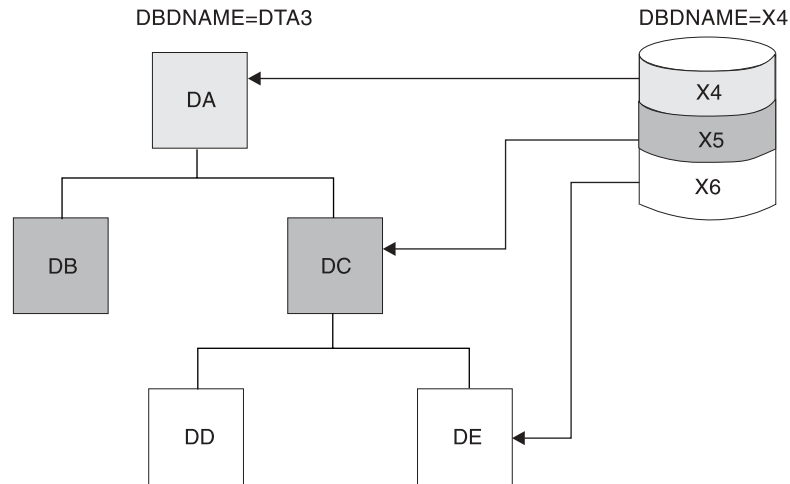 DBDNAME=DTA3
DBDNAME=X4
DA
X4
X5
X6
DB
DC
DD
DE